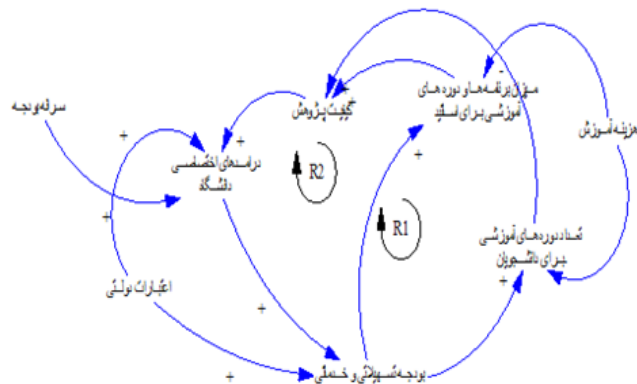 میزان برنامه ها و دوره های
آموزشی برای اساتید
-
سرانه بودجه
کیفیت پژوهش
+
هزینه آموزش
+
+
+
درآمدهای اختصاصی
دانشگاه
R2
+
R1
تعداد دوره های آموزشی
برای دانشجویان
+
اعتبارات دولتی
+
-
+
بودجه تسهیلاتی و خدماتی
+